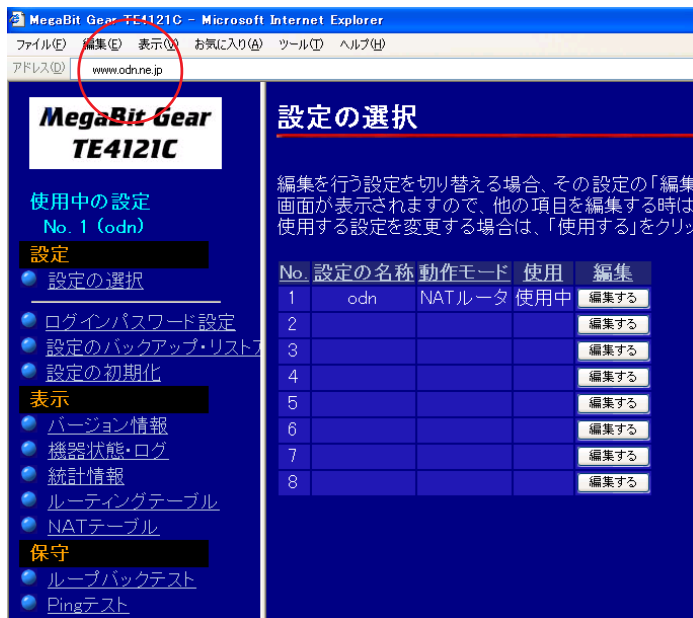 MegaBit Gear TE4121C - Microsoft Internet Explorer
ファイル(F) 編集(E) 表示(V) お気に入り(A) ツール(T) ヘルプ(H)
アドレス(D) www.odn.ne.jp
MegaBit Gear
TE4121C
使用中の設定
No. 1 (odn)
設定
設定の選択
ログインパスワード設定
設定のバックアップ・リストア
設定の初期化
表示
バージョン情報
機器状態・ログ
統計情報
ルーティングテーブル
NATテーブル
保守
ループバックテスト
Pingテスト
設定の選択
編集を行う設定を切り替える場合、その設定の「編集
画面が表示されますので、他の項目を編集する時は
使用する設定を変更する場合は、「使用する」をクリッ
No. 設定の名称 動作モード 使用 編集
1 odn NATルータ 使用中 編集する
2 編集する
3 編集する
4 編集する
5 編集する
6 編集する
7 編集する
8 編集する